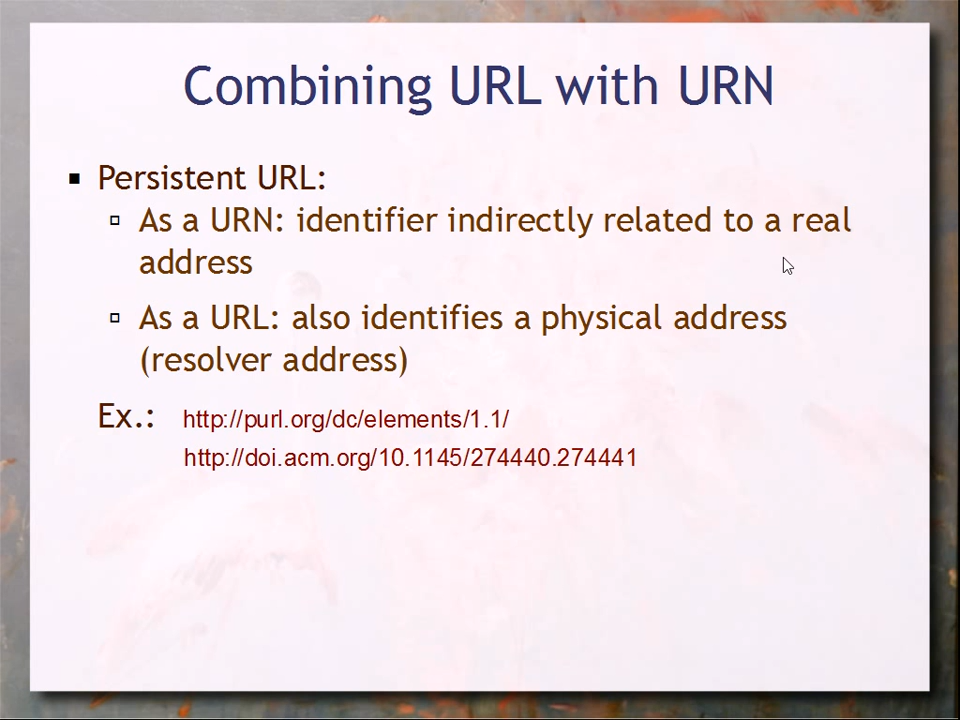 Combining URL with URN
Persistent URL:
As a URN: identifier indirectly related to a real
address
As a URL: also identifies a physical address
(resolver address)
Ex.: http://purl.org/dc/elements/1.1/
http://doi.acm.org/10.1145/274440.274441